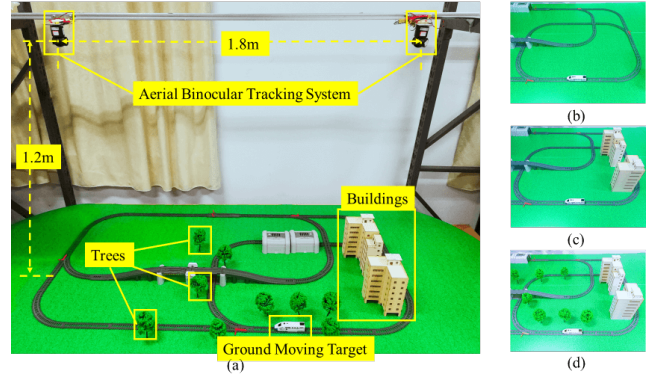 1.8m
Aerial Binocular Tracking System
1.2m
Buildings
Trees
Ground Moving Target
(a)
(b)
(c)
(d)